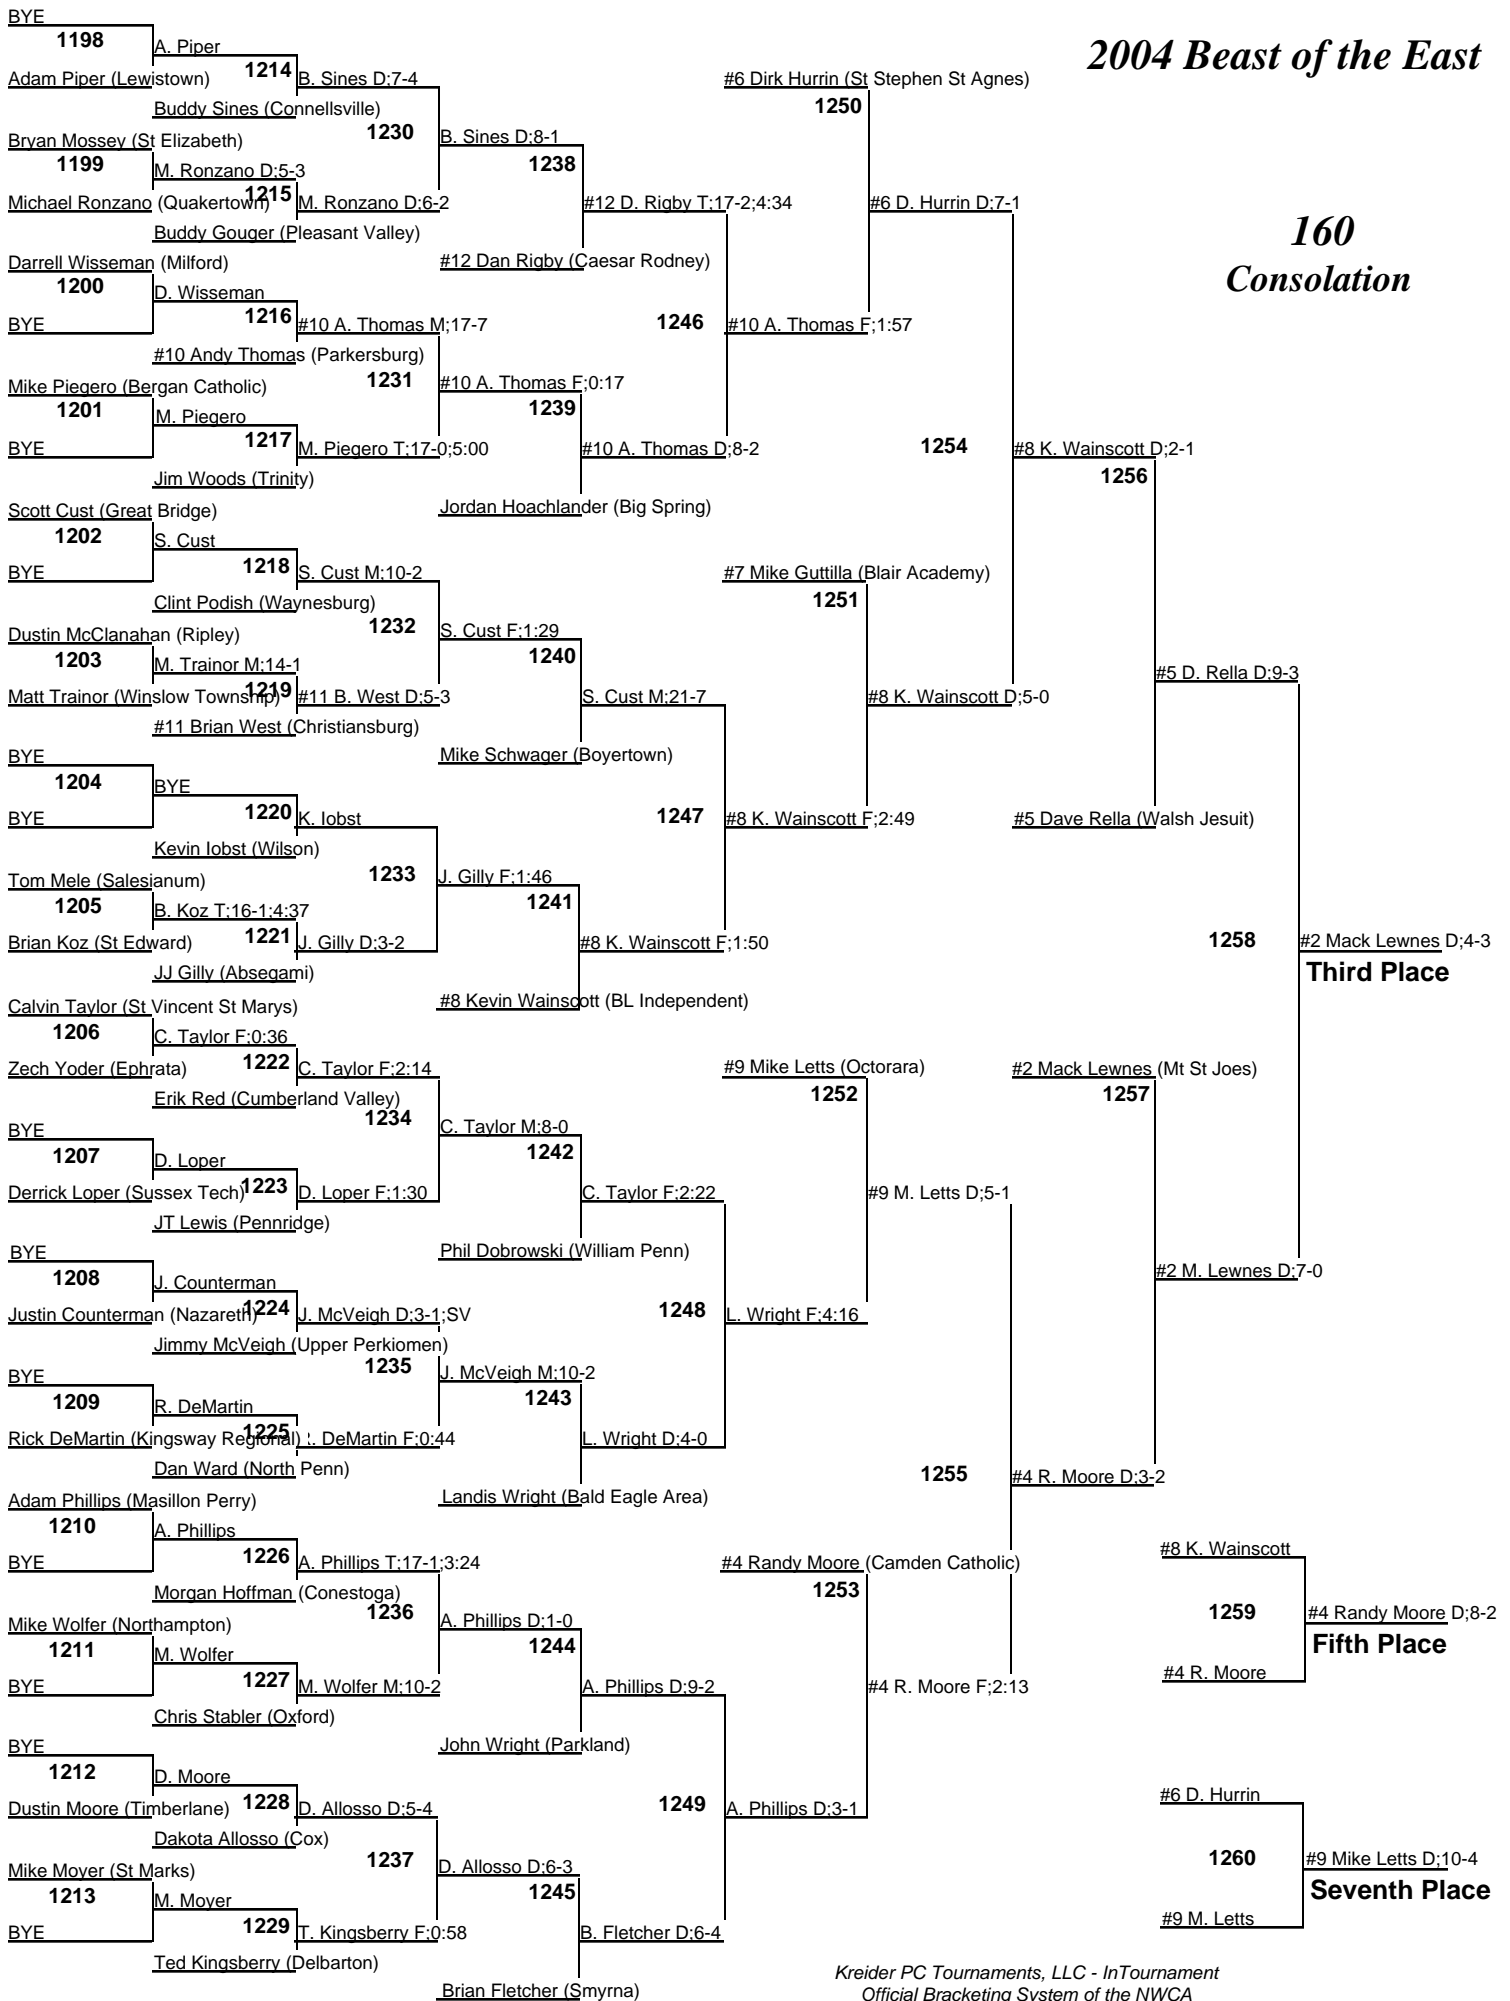 2004 Beast of the East
160
Consolation
BYE
1198
A. Piper
Adam Piper (Lewistown)
1214
B. Sines D;7-4
Buddy Sines (Connellsville)
1230
Bryan Mossey (St Elizabeth)
B. Sines D;8-1
1199
1238
M. Ronzano D;5-3
Michael Ronzano (Quakertown)
1215
M. Ronzano D;6-2
#12 D. Rigby T;17-2;4:34
Buddy Gouger (Pleasant Valley)
Darrell Wisseman (Milford)
#12 Dan Rigby (Caesar Rodney)
1200
D. Wisseman
BYE
1216
#10 A. Thomas M;17-7
1246
#10 A. Thomas F;1:57
#10 Andy Thomas (Parkersburg)
1231
Mike Piegero (Bergan Catholic)
#10 A. Thomas F;0:17
1201
1239
M. Piegero
BYE
1217
M. Piegero T;17-0;5:00
#10 A. Thomas D;8-2
Jim Woods (Trinity)
Jordan Hoachlander (Big Spring)
#6 Dirk Hurrin (St Stephen St Agnes)
1250
#6 D. Hurrin D;7-1
1254
#8 K. Wainscott D;2-1
1256
Scott Cust (Great Bridge)
1202
S. Cust
BYE
1218
S. Cust M;10-2
Clint Podish (Waynesburg)
1232
Dustin McClanahan (Ripley)
S. Cust F;1:29
1203
1240
M. Trainor M;14-1
Matt Trainor (Winslow Township)
1219
#11 B. West D;5-3
S. Cust M;21-7
#11 Brian West (Christiansburg)
Mike Schwager (Boyertown)
BYE
1204
BYE
BYE
1220
K. Iobst
1247
#8 K. Wainscott F;2:49
Kevin Iobst (Wilson)
1233
Tom Mele (Salesianum)
J. Gilly F;1:46
1205
1241
B. Koz T;16-1;4:37
Brian Koz (St Edward)
1221
J. Gilly D;3-2
#8 K. Wainscott F;1:50
JJ Gilly (Absegami)
#8 Kevin Wainscott (BL Independent)
#7 Mike Guttilla (Blair Academy)
1251
#8 K. Wainscott D;5-0
#5 D. Rella D;9-3
#5 Dave Rella (Walsh Jesuit)
1258
#2 Mack Lewnes D;4-3
Third Place
Calvin Taylor (St Vincent St Marys)
1206
C. Taylor F;0:36
Zech Yoder (Ephrata)
1222
C. Taylor F;2:14
Erik Red (Cumberland Valley)
1234
BYE
C. Taylor M;8-0
1207
1242
D. Loper
Derrick Loper (Sussex Tech)
1223
D. Loper F;1:30
C. Taylor F;2:22
JT Lewis (Pennridge)
Phil Dobrowski (William Penn)
BYE
1208
J. Counterman
Justin Counterman (Nazareth)
1224
J. McVeigh D;3-1;SV
1248
L. Wright F;4:16
Jimmy McVeigh (Upper Perkiomen)
1235
BYE
J. McVeigh M;10-2
1209
1243
R. DeMartin
Rick DeMartin (Kingsway Regional)
1225
R. DeMartin F;0:44
L. Wright D;4-0
Dan Ward (North Penn)
Landis Wright (Bald Eagle Area)
#9 Mike Letts (Octorara)
1252
#9 M. Letts D;5-1
#2 Mack Lewnes (Mt St Joes)
1257
#2 M. Lewnes D;7-0
1255
#4 R. Moore D;3-2
Adam Phillips (Masillon Perry)
1210
A. Phillips
BYE
1226
A. Phillips T;17-1;3:24
Morgan Hoffman (Conestoga)
1236
Mike Wolfer (Northampton)
A. Phillips D;1-0
1211
1244
M. Wolfer
BYE
1227
M. Wolfer M;10-2
A. Phillips D;9-2
Chris Stabler (Oxford)
John Wright (Parkland)
BYE
1212
D. Moore
Dustin Moore (Timberlane)
1228
D. Allosso D;5-4
1249
A. Phillips D;3-1
Dakota Allosso (Cox)
1237
Mike Moyer (St Marks)
D. Allosso D;6-3
1213
1245
M. Moyer
BYE
1229
T. Kingsberry F;0:58
B. Fletcher D;6-4
Ted Kingsberry (Delbarton)
Brian Fletcher (Smyrna)
#4 Randy Moore (Camden Catholic)
1253
#4 R. Moore F;2:13
#8 K. Wainscott
1259
#4 Randy Moore D;8-2
Fifth Place
#4 R. Moore
#6 D. Hurrin
1260
#9 Mike Letts D;10-4
Seventh Place
#9 M. Letts
Kreider PC Tournaments, LLC - InTournament
Official Bracketing System of the NWCA